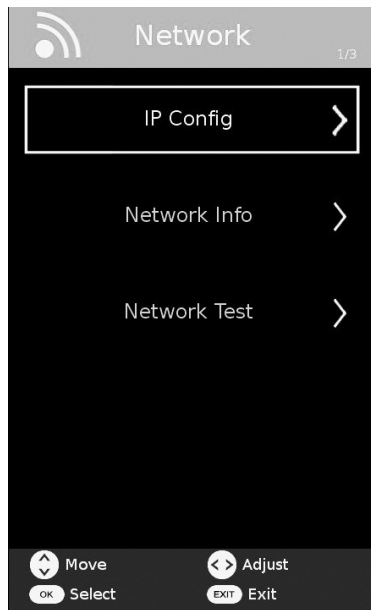 Network
1/3
IP Config
Network Info
Network Test
Move
Adjust
OK Select
EXIT Exit